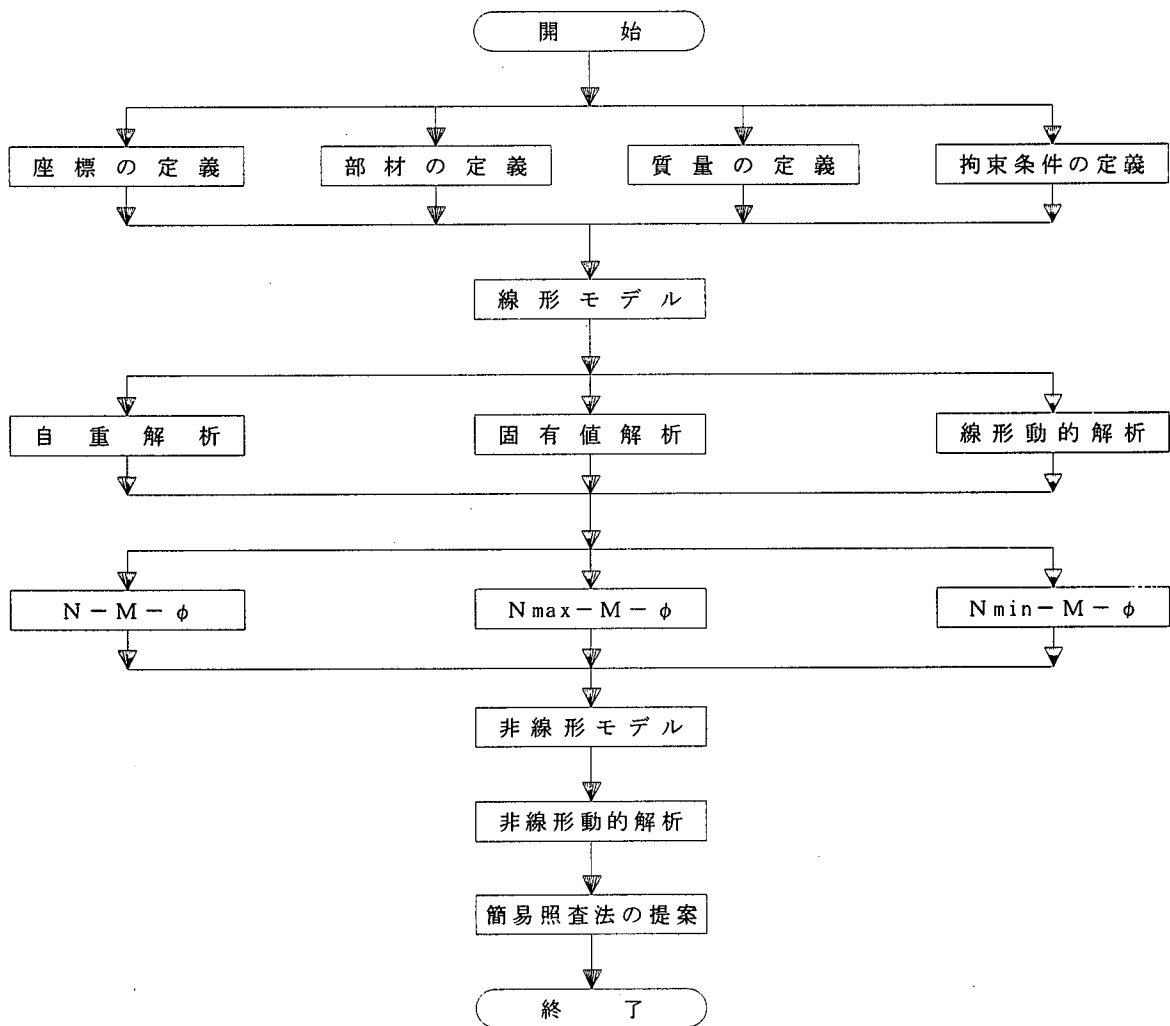 開始
座標の定義
部材の定義
質量の定義
拘束条件の定義
線形モデル
自重解析
固有値解析
線形動的解析
N－M－φ
Nmax－M－φ
Nmin－M－φ
非線形モデル
非線形動的解析
簡易照査法の提案
終了